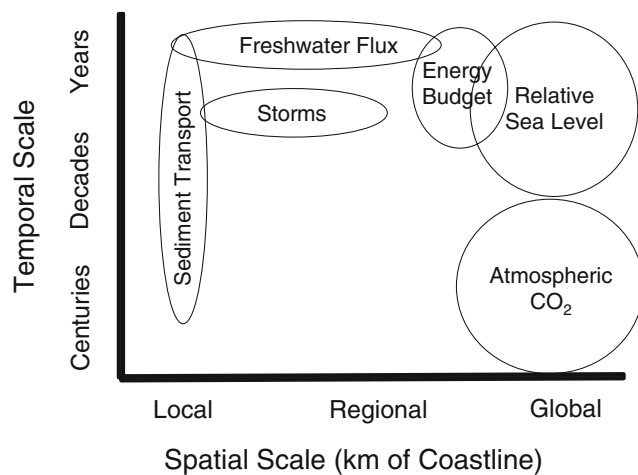 Freshwater Flux
Years
Energy
Budget
Relative
Sea Level
Storms
Sediment Transport
Temporal Scale
Decades
Centuries
Atmospheric
CO₂
Local
Regional
Global
Spatial Scale (km of Coastline)